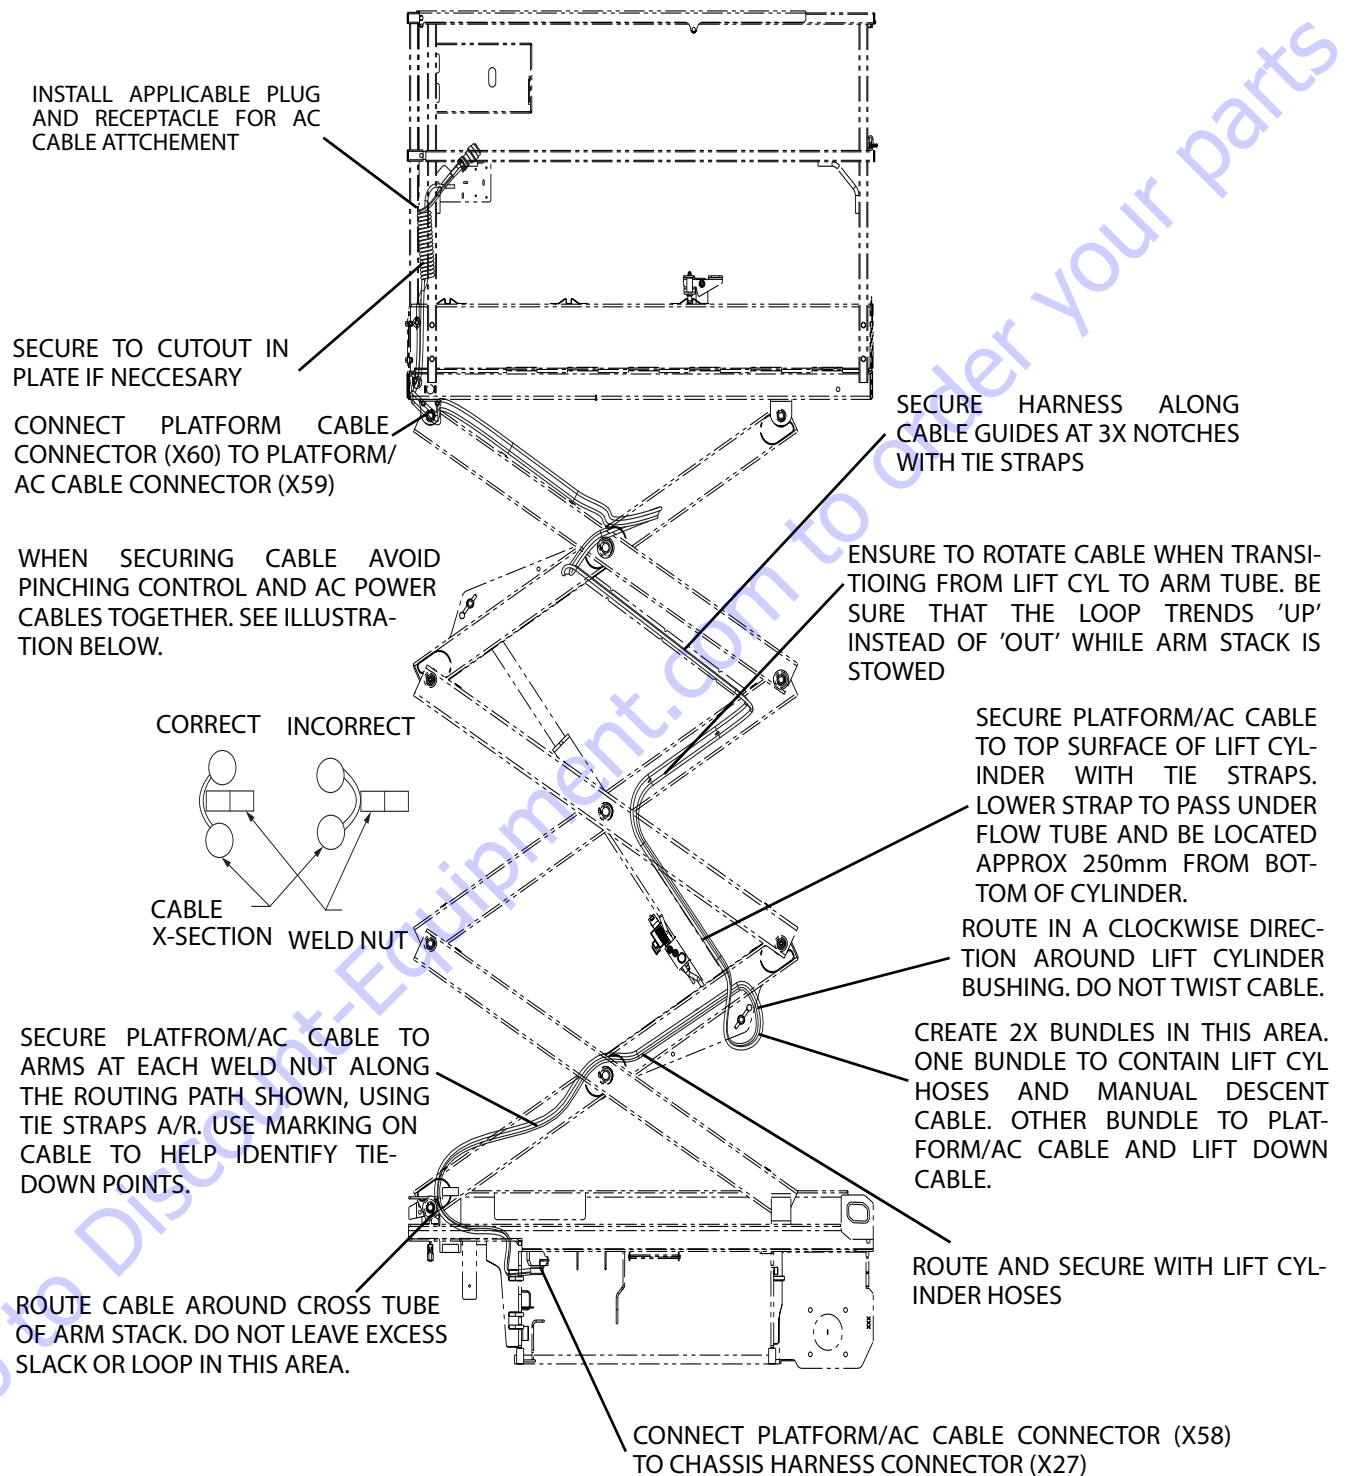 INSTALL APPLICABLE PLUG
AND RECEPTACLE FOR AC
CABLE ATTCHEMENT
SECURE TO CUTOUT IN
PLATE IF NECCESARY
CONNECT PLATFORM CABLE
CONNECTOR (X60) TO PLATFORM/
AC CABLE CONNECTOR (X59)
SECURE HARNESS ALONG
CABLE GUIDES AT 3X NOTCHES
WITH TIE STRAPS
WHEN SECURING CABLE AVOID
PINCHING CONTROL AND AC POWER
CABLES TOGETHER. SEE ILLUSTRA-
TION BELOW.
ENSURE TO ROTATE CABLE WHEN TRANSI-
TIOING FROM LIFT CYL TO ARM TUBE. BE
SURE THAT THE LOOP TRENDS 'UP'
INSTEAD OF 'OUT' WHILE ARM STACK IS
STOWED
CORRECT INCORRECT
CABLE
X-SECTION WELD NUT
SECURE PLATFORM/AC CABLE
TO TOP SURFACE OF LIFT CYL-
INDER WITH TIE STRAPS.
LOWER STRAP TO PASS UNDER
FLOW TUBE AND BE LOCATED
APPROX 250mm FROM BOT-
TOM OF CYLINDER.
ROUTE IN A CLOCKWISE DIREC-
TION AROUND LIFT CYLINDER
BUSHING. DO NOT TWIST CABLE.
SECURE PLATFROM/AC CABLE TO
ARMS AT EACH WELD NUT ALONG
THE ROUTING PATH SHOWN, USING
TIE STRAPS A/R. USE MARKING ON
CABLE TO HELP IDENTIFY TIE-
DOWN POINTS.
CREATE 2X BUNDLES IN THIS AREA.
ONE BUNDLE TO CONTAIN LIFT CYL
HOSES AND MANUAL DESCENT
CABLE. OTHER BUNDLE TO PLAT-
FORM/AC CABLE AND LIFT DOWN
CABLE.
ROUTE AND SECURE WITH LIFT CYL-
INDER HOSES
ROUTE CABLE AROUND CROSS TUBE
OF ARM STACK. DO NOT LEAVE EXCESS
SLACK OR LOOP IN THIS AREA.
XXX
CONNECT PLATFORM/AC CABLE CONNECTOR (X58)
TO CHASSIS HARNESS CONNECTOR (X27)
to Discount-Equipment.com to order your parts